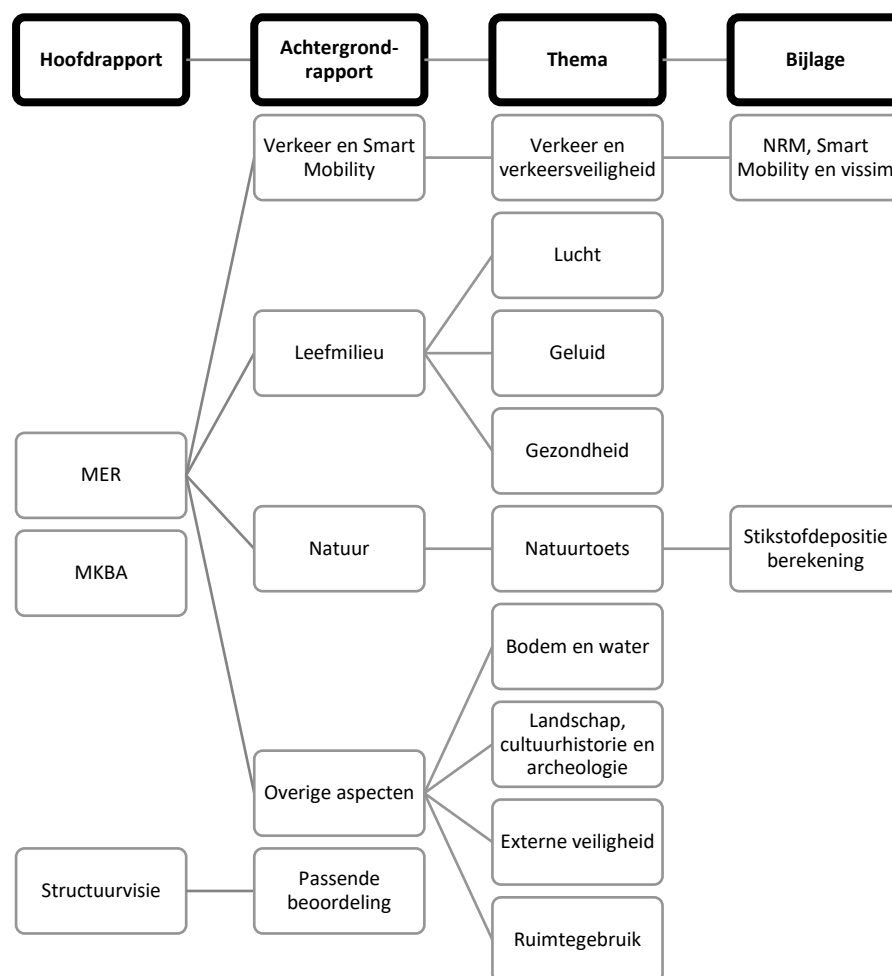 Hoofdrapport
Achtergrond-
rapport
Thema
Bijlage
Verkeer en Smart
Mobility
Verkeer en
verkeersveiligheid
NRM, Smart
Mobility en vissim
Lucht
Leefmilieu
Geluid
Gezondheid
MER
MKBA
Natuur
Natuurtoets
Stikstofdepositie
berekening
Bodem en water
Landschap,
cultuurhistorie en
archeologie
Overige aspecten
Externe veiligheid
Structuurvisie
Passende
beoordeling
Ruimtegebruik